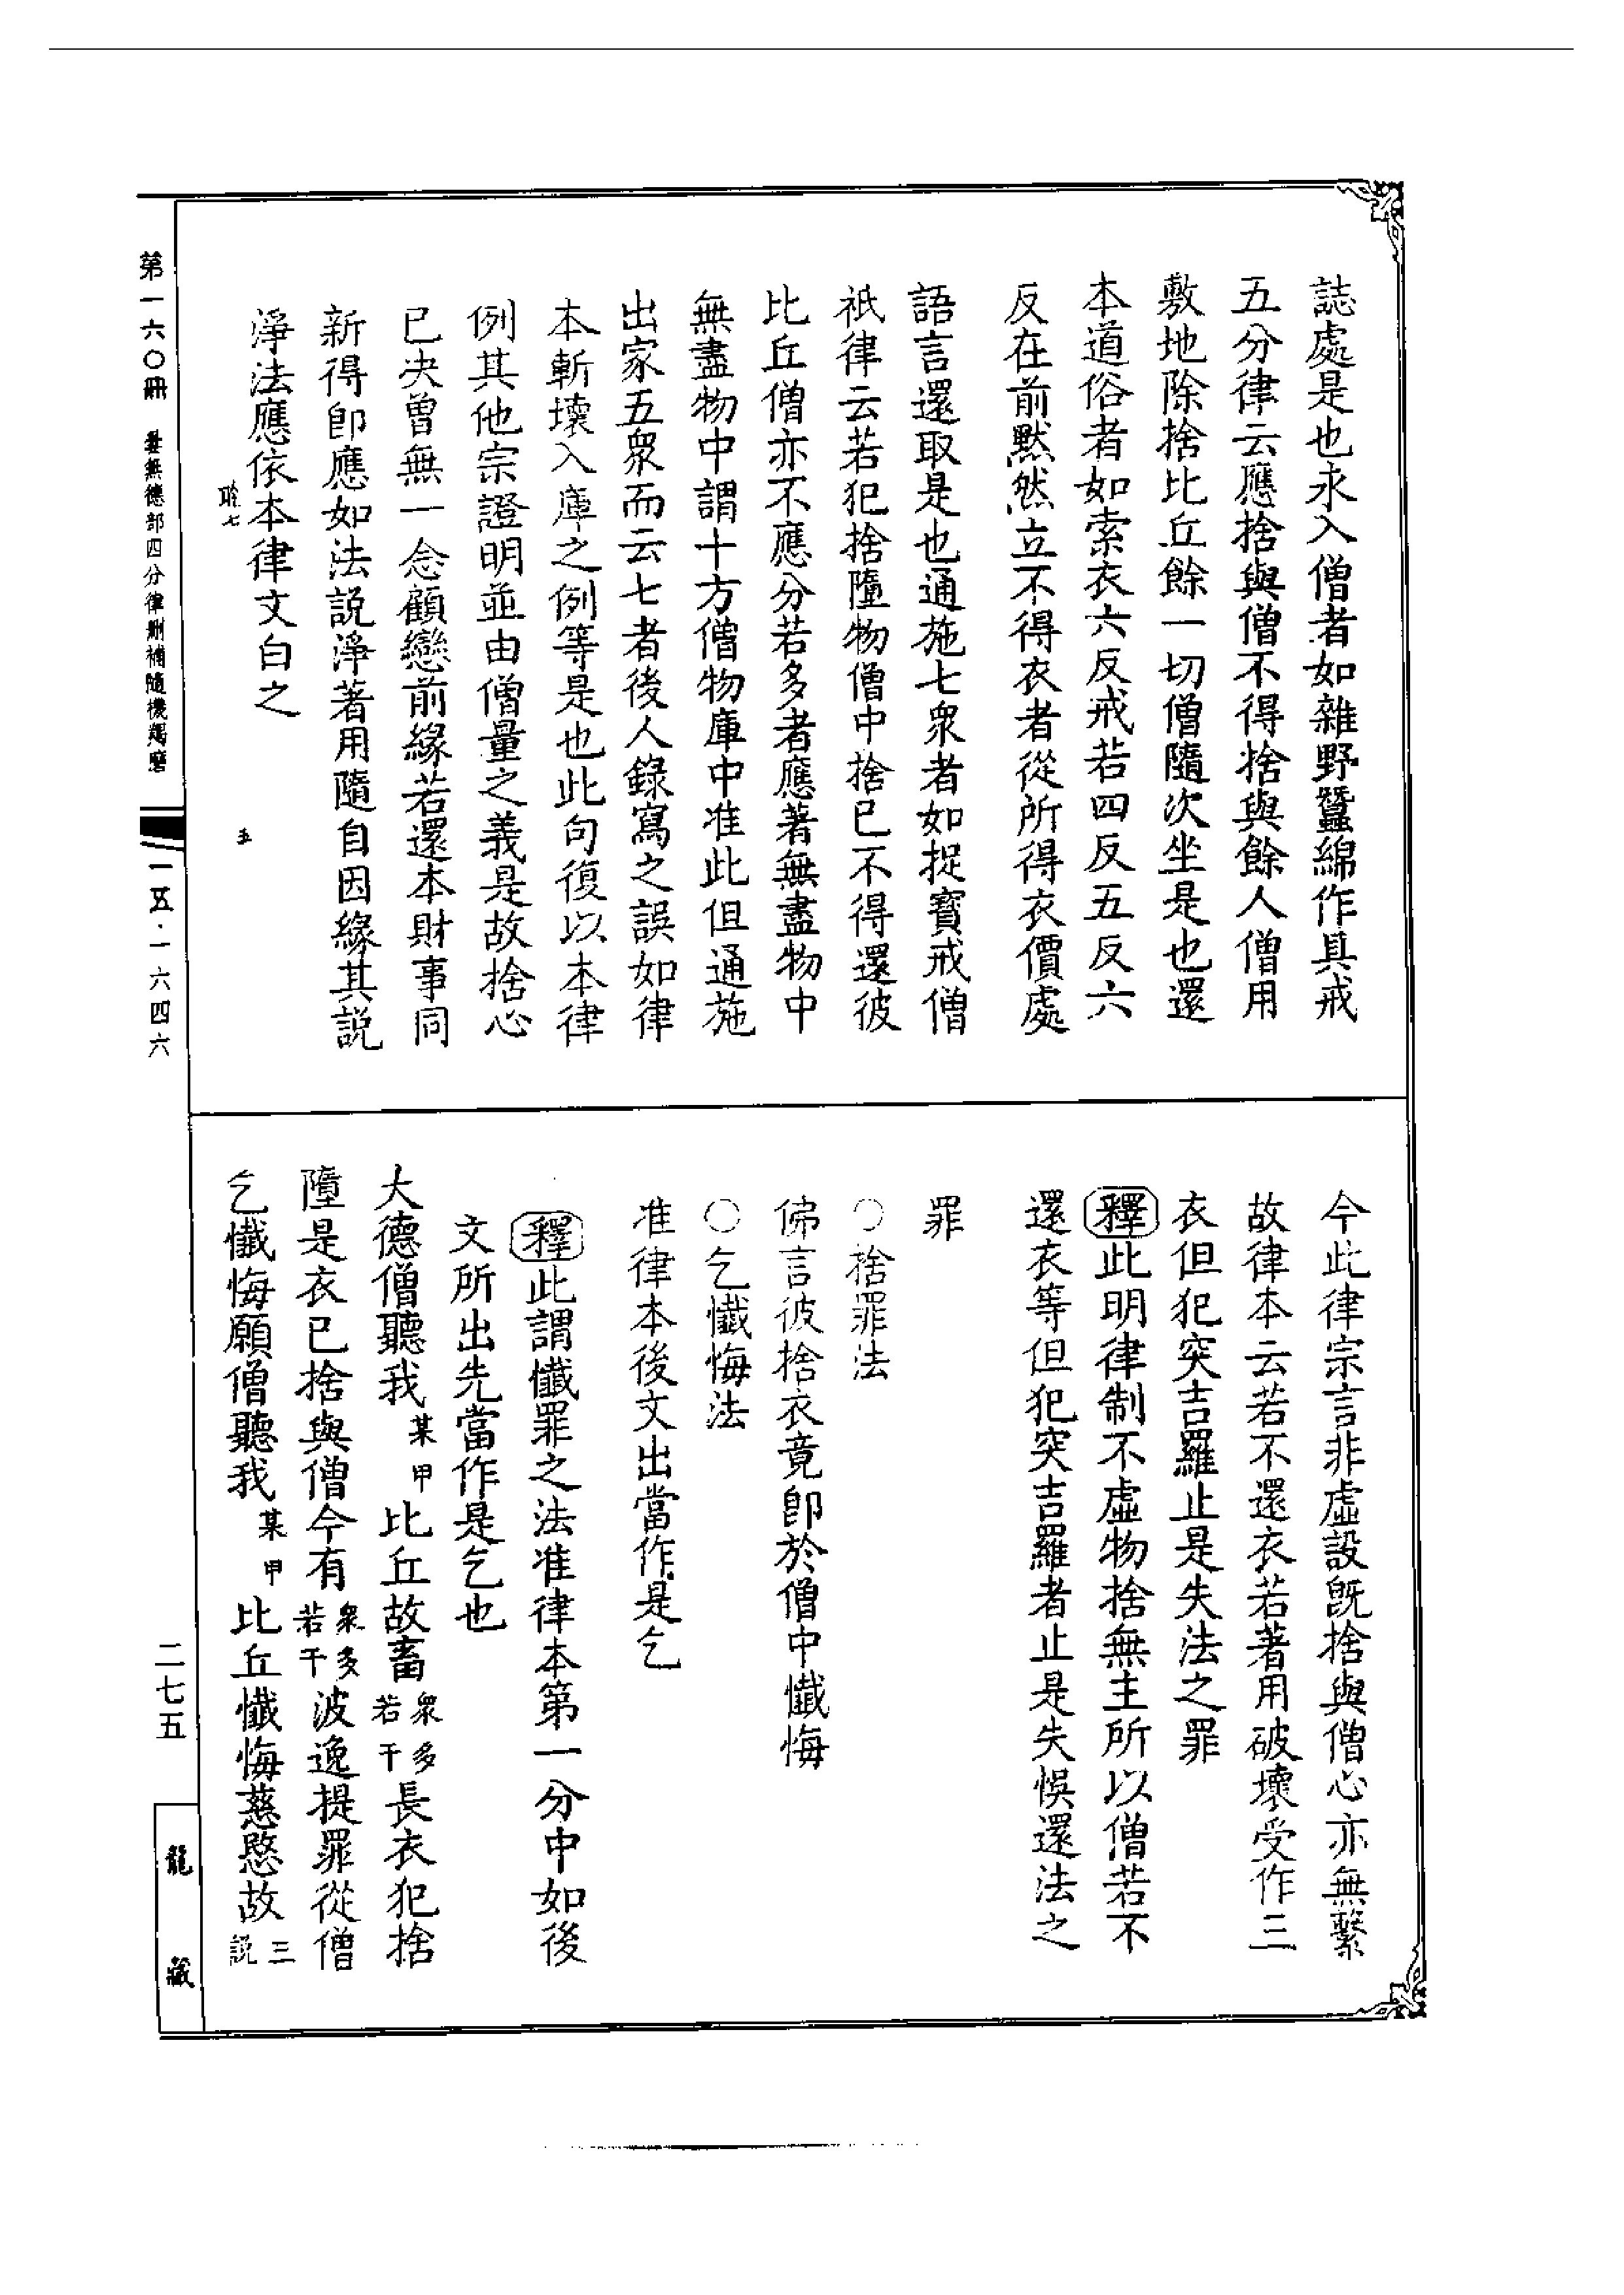 誌處是也永入僧者如雜野蠶綿作具戒
五分律云應捨與僧不得捨與餘人僧用
敷地除捨比丘餘一切僧隨次坐是也還
本道俗者如索衣六反戒若四反五反六
反在前默然立不得衣者從所得衣價處
語言還取是也通施七衆者如捉寶戒僧
祇律云若犯捨墮物僧中捨已不得還彼
比丘僧亦不應分若多者應著無盡物中
無盡物中謂十方僧物庫中准此但通施
出家五衆而云七者後人錄寫之誤如律
本斬壞入庫之例等是也此句復以本律
例其他宗證明並由僧量之義是故捨心
已決曾無一念顧戀前緣若還本財事同
新得卽應如法說淨著用隨自因緣其說
淨法應依本律文白之
今此律宗言非虛設旣捨與僧心亦無繫
故律本云若不還衣若著用破壞受作三
衣但犯突吉羅止是失法之罪
釋此明律制不虛物捨無主所以僧若不
還衣等但犯突吉羅者止是失悞還法之
罪
○捨罪法
佛言彼捨衣竟卽於僧中懺悔
○乞懺悔法
准律本後文出當作是乞
釋此謂懺罪之法准律本第一分中如後
文所出先當作是乞也
大德僧聽我某甲比丘故畜衆多若干長衣犯捨
墮是衣已捨與僧今有衆多若干波逸提罪從僧
乞懺悔願僧聽我某甲比丘懺悔慈愍故三說
第一六〇冊 曇無德部四分律刪補隨機羯磨
五
一五·一六四六
二七五
龍藏